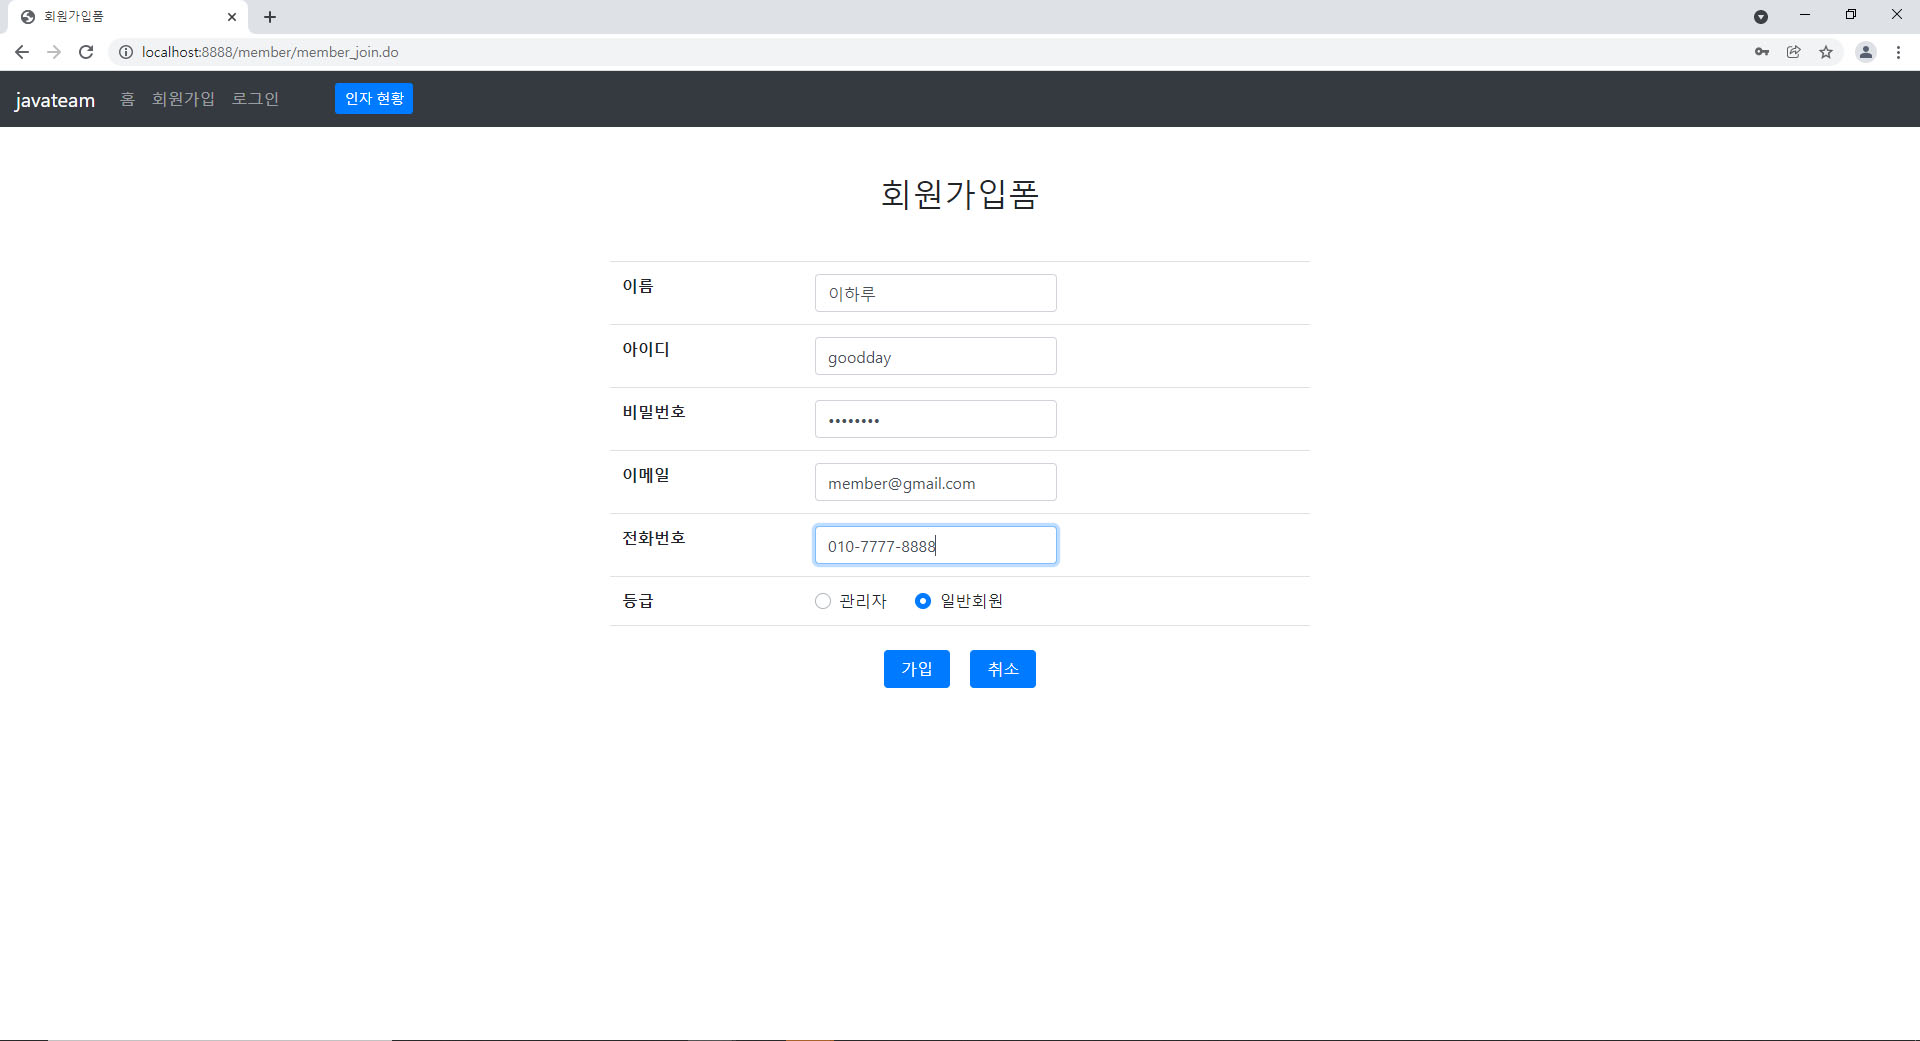 회원가입폼
localhost:8888/member/member_join.do
javateam 홈 회원가입 로그인 인자 현황
회원가입폼
이름 이하루
아이디 goodday
비밀번호 ••••••••
이메일 member@gmail.com
전화번호 010-7777-8888
등급 관리자 일반회원
가입 취소